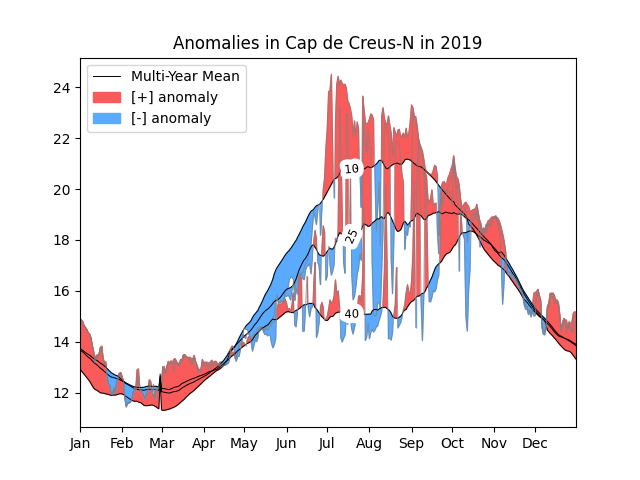 Anomalies in Cap de Creus-N in 2019
Multi-Year Mean
[+] anomaly
[-] anomaly
24
22
20
18
16
14
12
10
25
40
Jan Feb Mar Apr May Jun Jul Aug Sep Oct Nov Dec